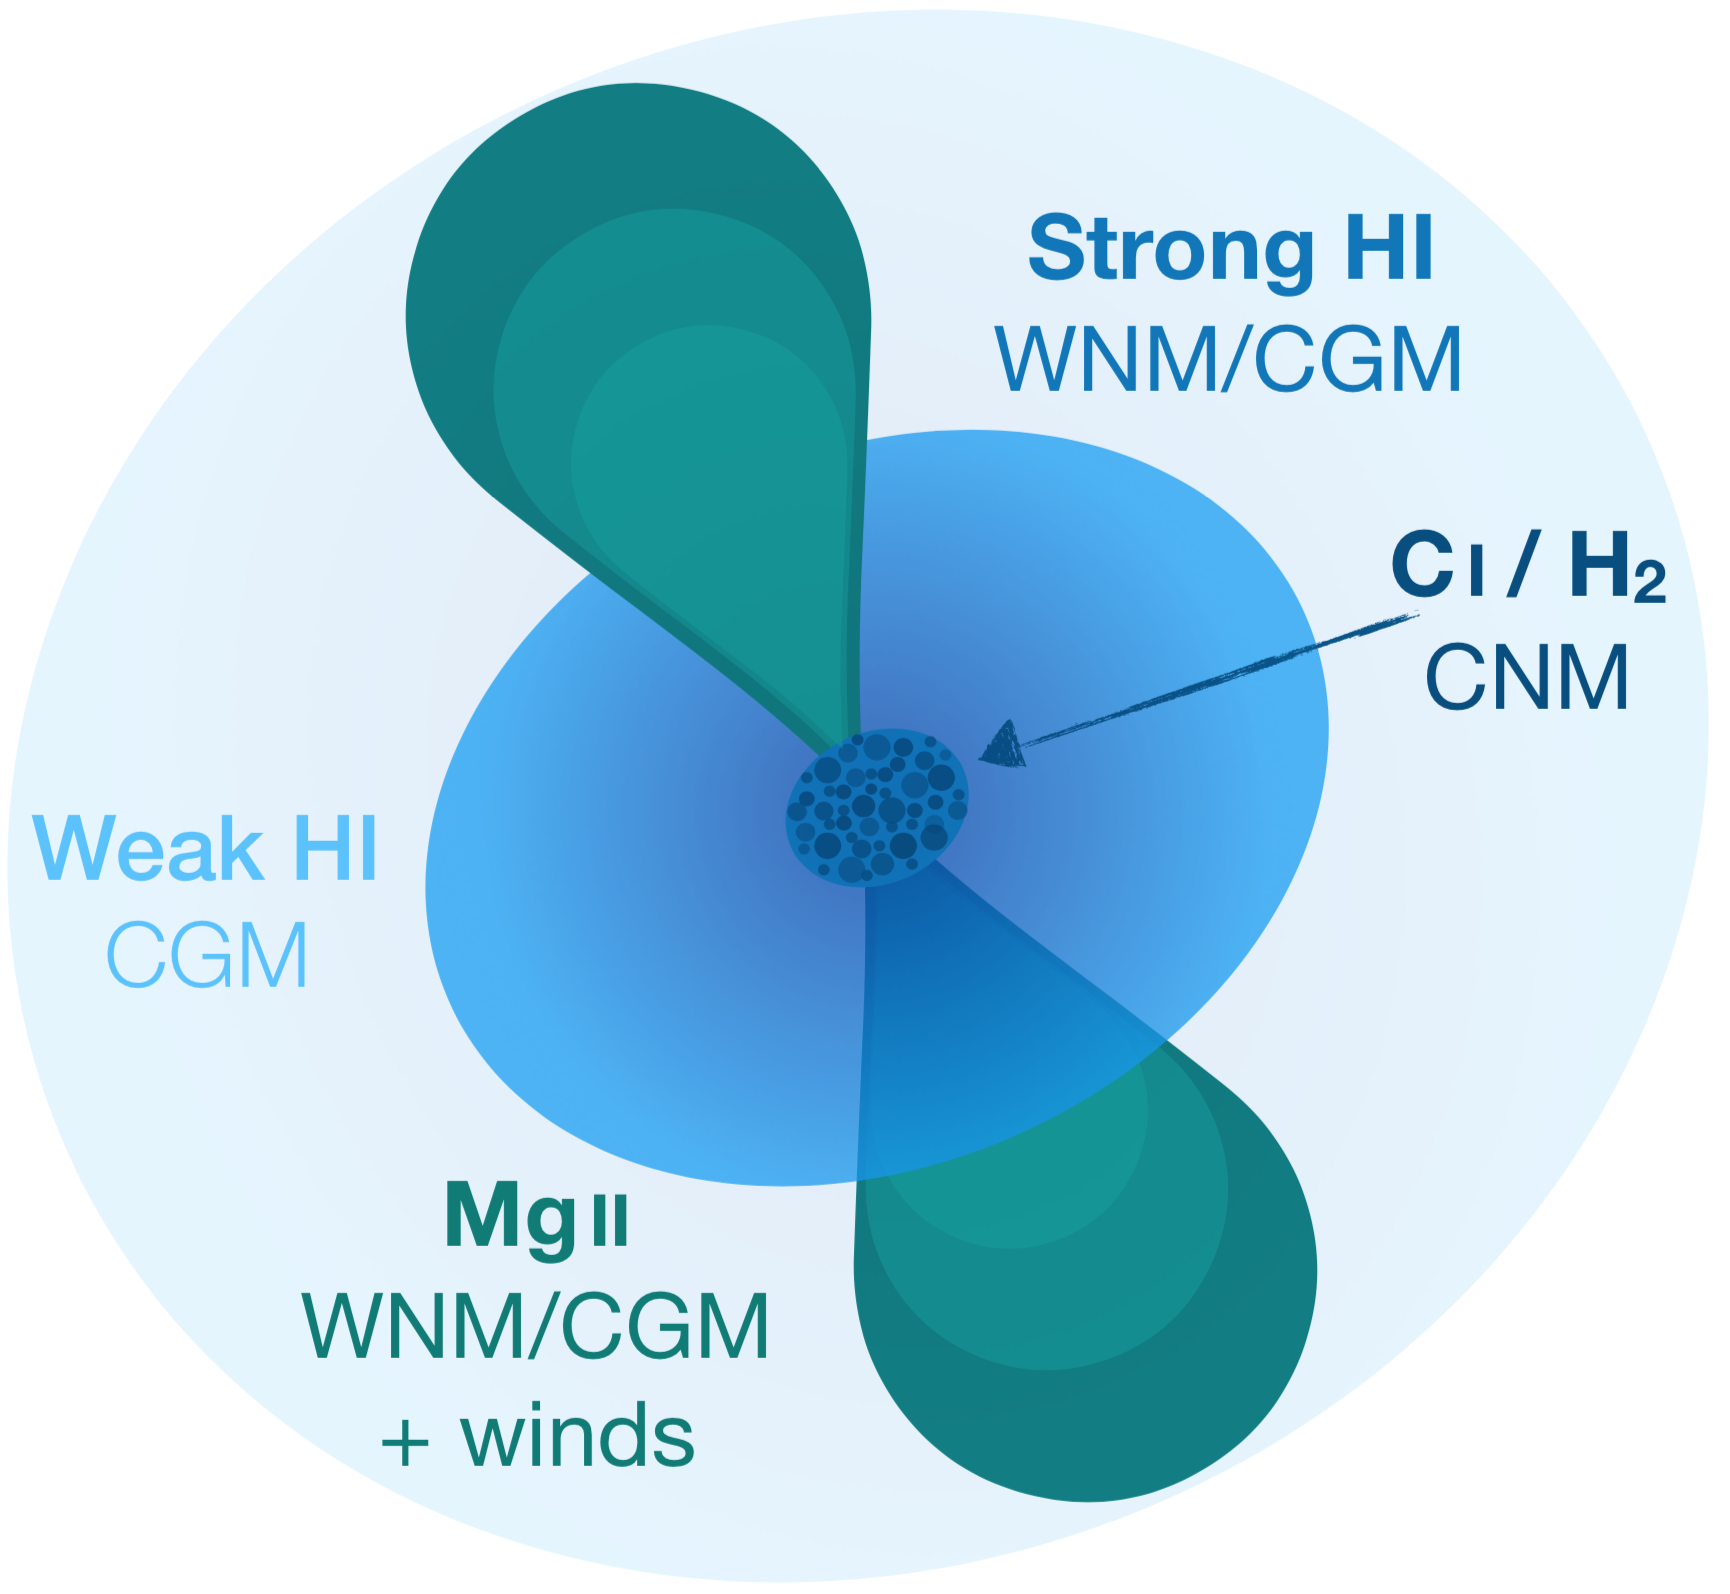 Strong HI
WNM/CGM
C I / H₂
CNM
Weak HI
CGM
Mg II
WNM/CGM
+ winds